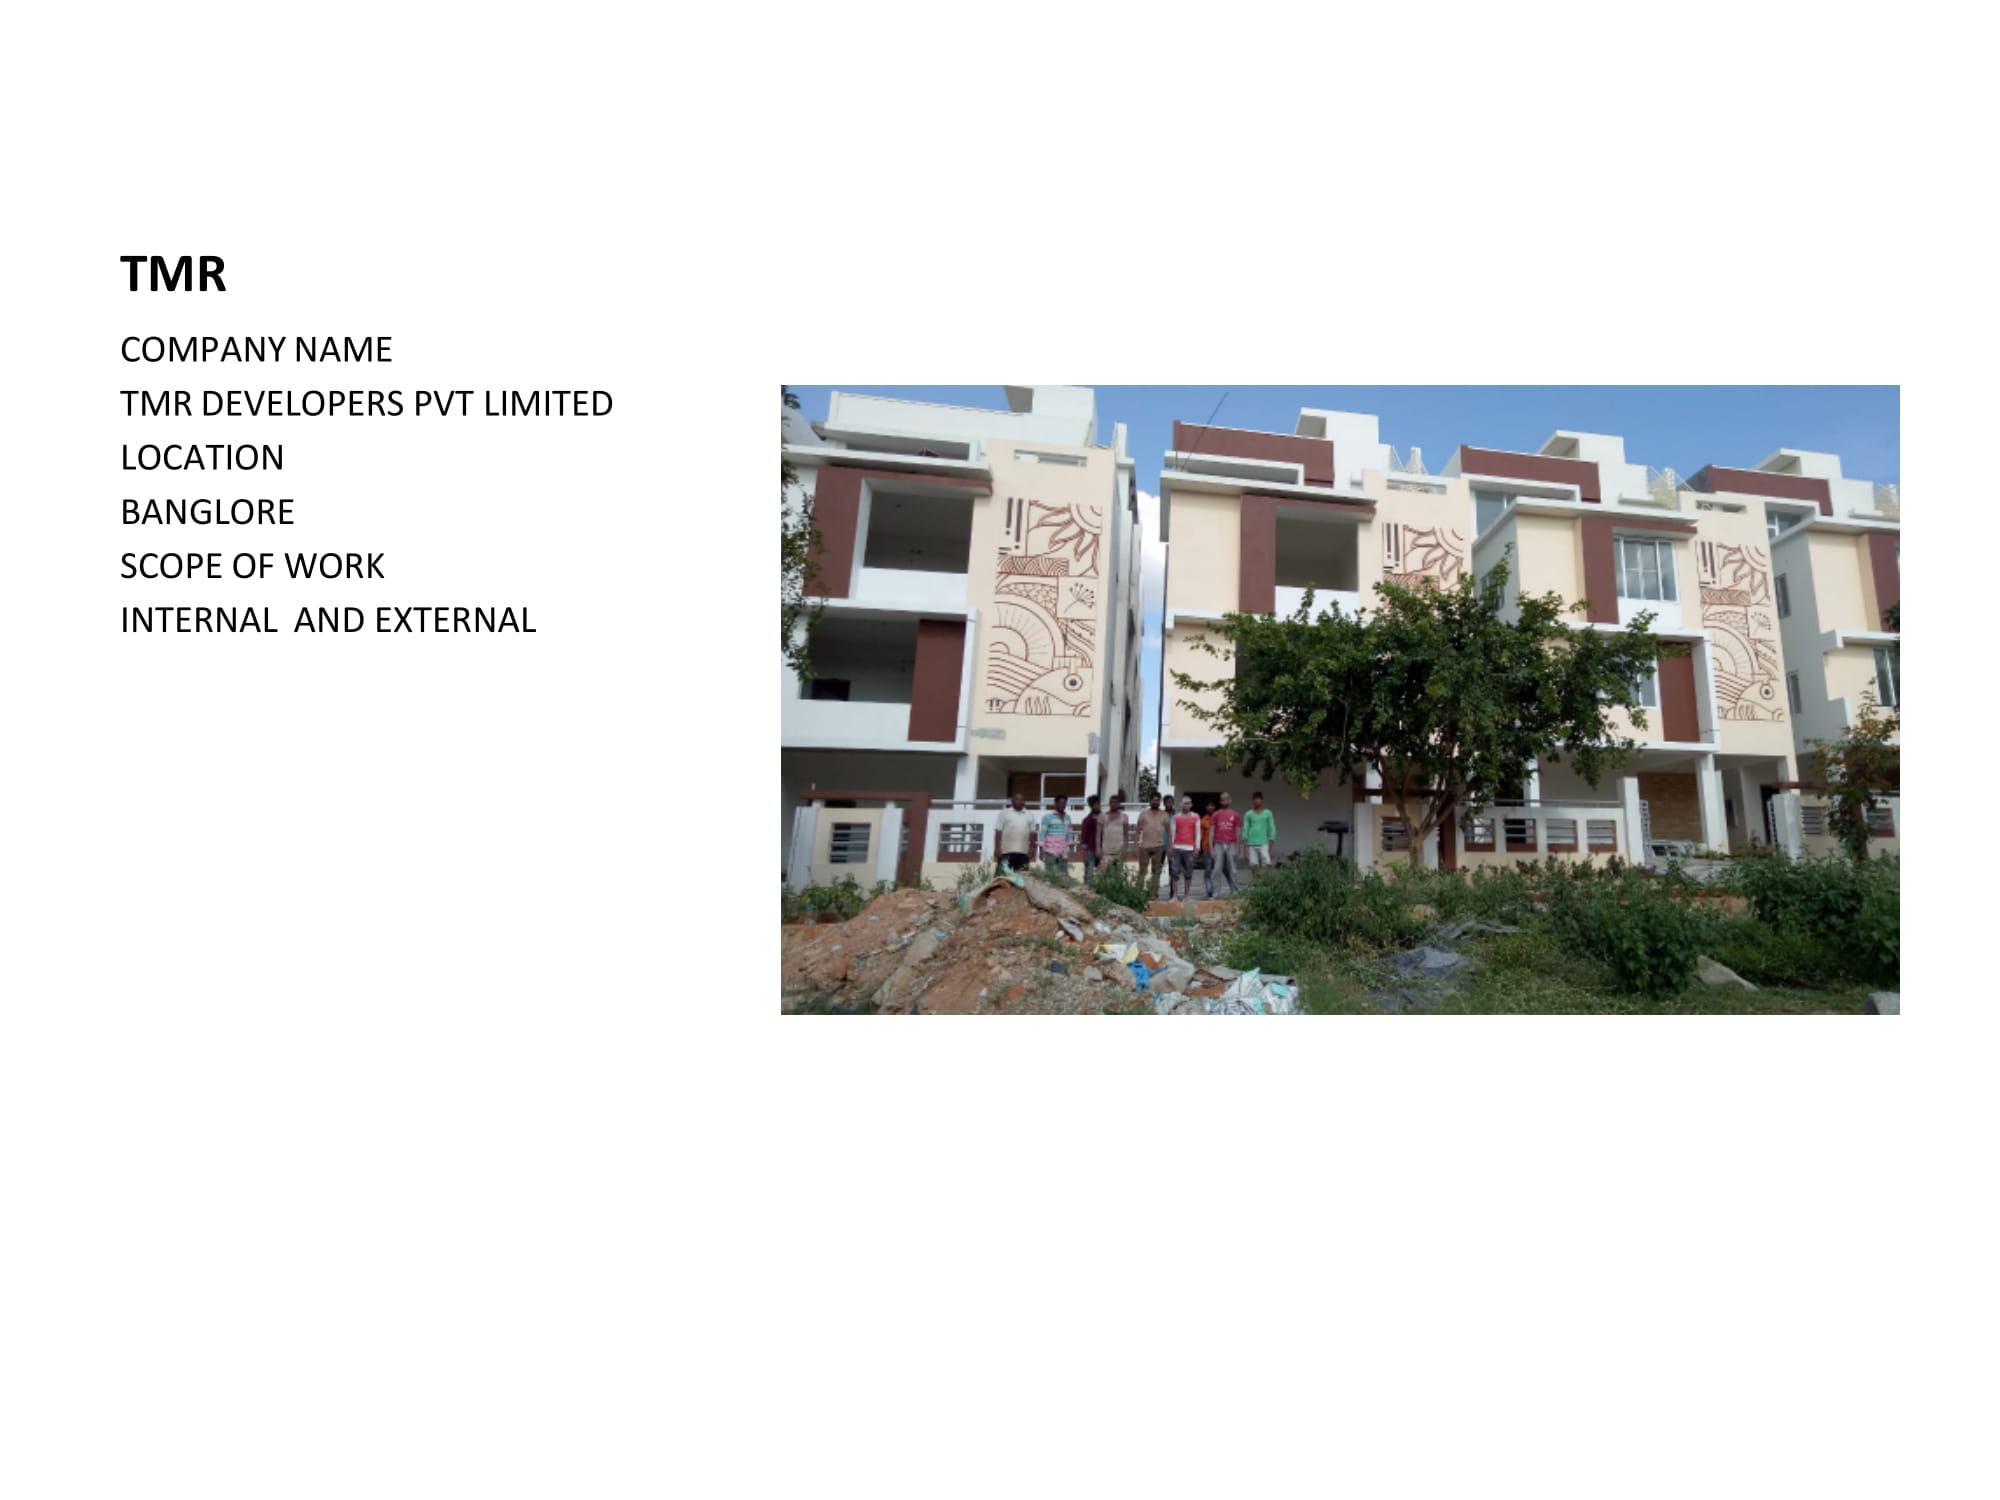 TMR
COMPANY NAME
TMR DEVELOPERS PVT LIMITED
LOCATION
BANGLORE
SCOPE OF WORK
INTERNAL  AND EXTERNAL